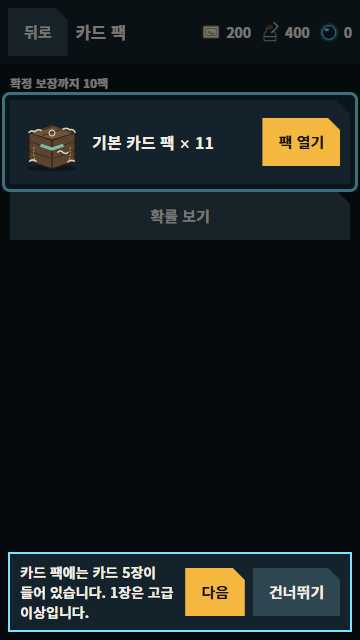 뒤로 카드 팩 200 400 0
확정 보장까지 10팩
기본 카드 팩 × 11 팩 열기
확률 보기
카드 팩에는 카드 5장이
들어 있습니다. 1장은 고급
이상입니다.
다음 건너뛰기